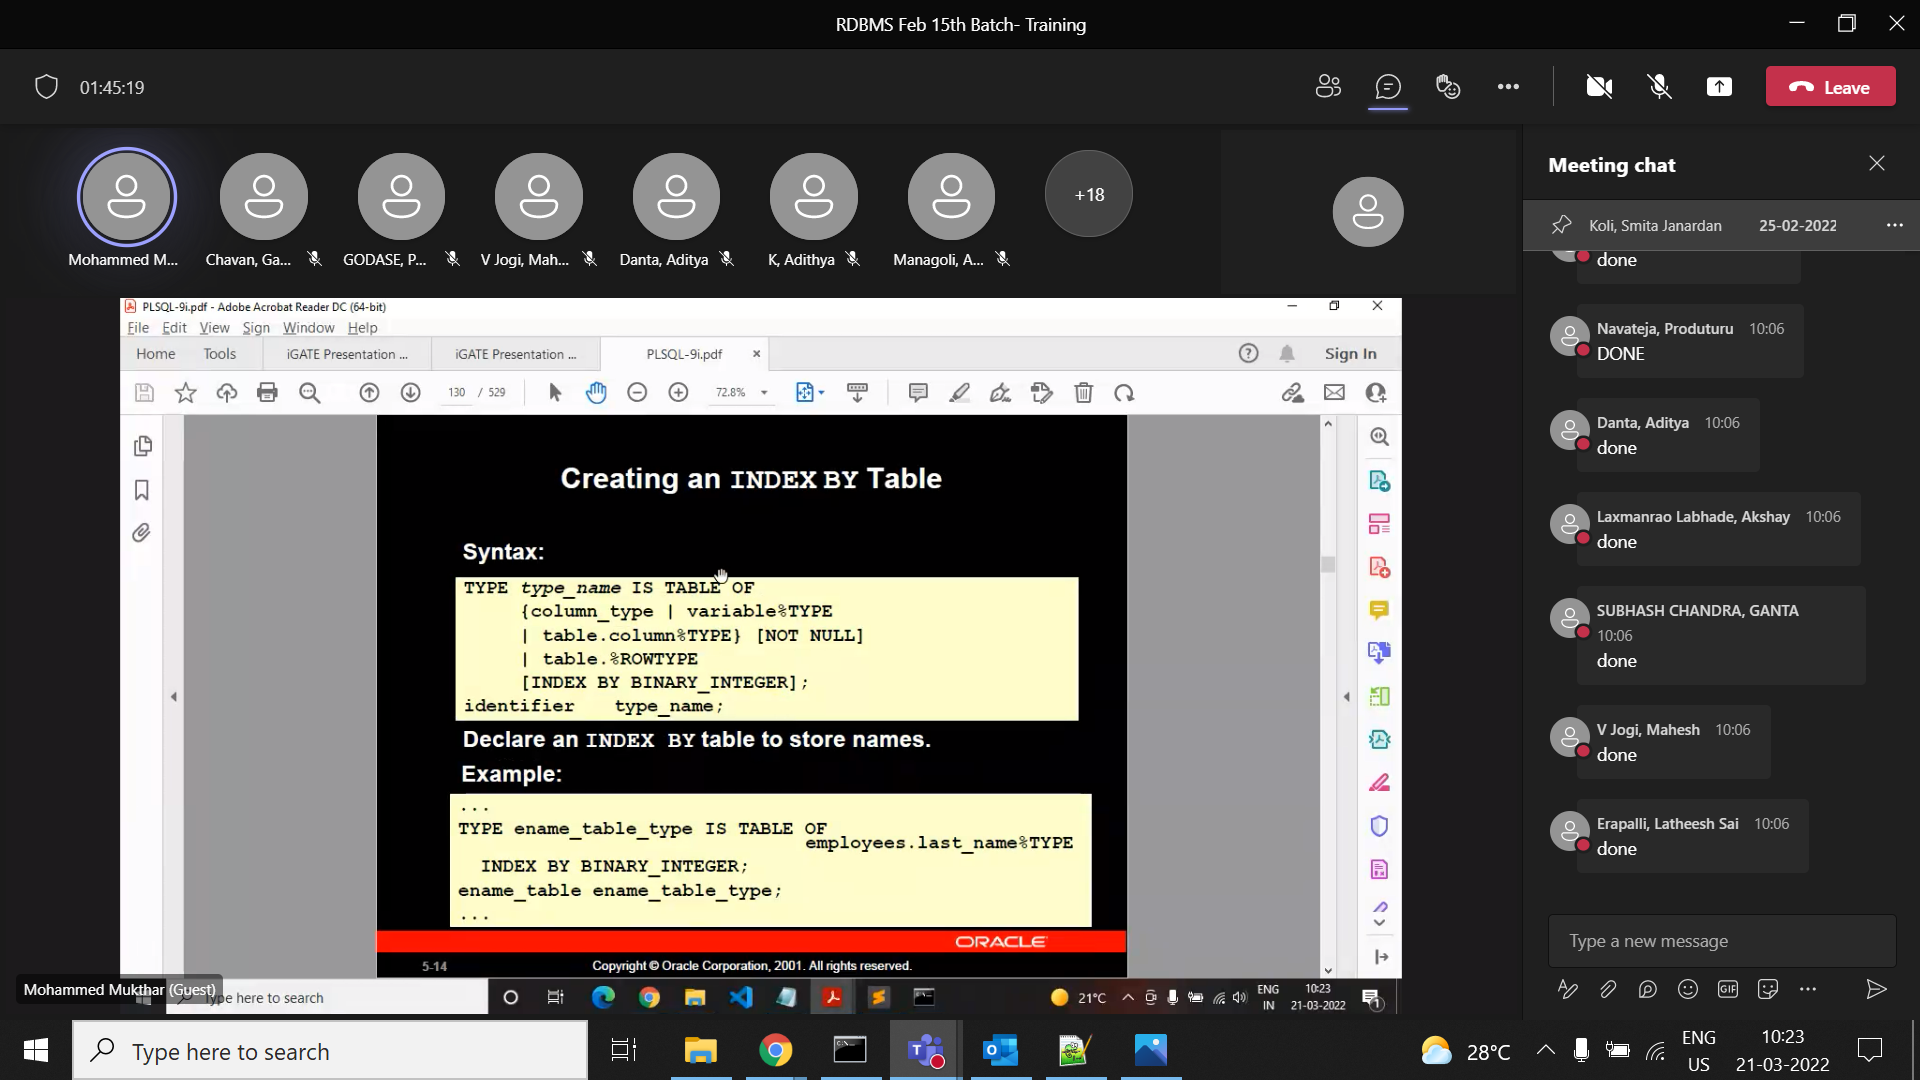 RDBMS Feb 15th Batch- Training
01:45:19
Leave
Mohammed M...
Chavan, Ga...
GODASE, P...
V Jogi, Mah...
Danta, Aditya
K, Adithya
Managoli, A...
+18
PLSQL-9i.pdf - Adobe Acrobat Reader DC (64-bit)
File Edit View Sign Window Help
Home Tools iGATE Presentation ... iGATE Presentation ... PLSQL-9i.pdf × Sign In
130 / 529 72.8%
Creating an INDEX BY Table
Syntax:
TYPE type_name IS TABLE OF
{column_type | variable%TYPE
| table.column%TYPE} [NOT NULL]
| table.%ROWTYPE
[INDEX BY BINARY_INTEGER];
identifier type_name;
Declare an INDEX BY table to store names.
Example:
...
TYPE ename_table_type IS TABLE OF
employees.last_name%TYPE
INDEX BY BINARY_INTEGER;
ename_table ename_table_type;
...
ORACLE
5-14 Copyright © Oracle Corporation, 2001. All rights reserved.
Mohammed Mukthar (Guest)
Type here to search
21°C
ENG
IN
10:23
21-03-2022
1
Meeting chat
Koli, Smita Janardan 25-02-2022
done
Navateja, Produturu 10:06
DONE
Danta, Aditya 10:06
done
Laxmanrao Labhade, Akshay 10:06
done
SUBHASH CHANDRA, GANTA
10:06
done
V Jogi, Mahesh 10:06
done
Erapalli, Latheesh Sai 10:06
done
Type a new message
GIF
Type here to search
28°C
ENG
US
10:23
21-03-2022